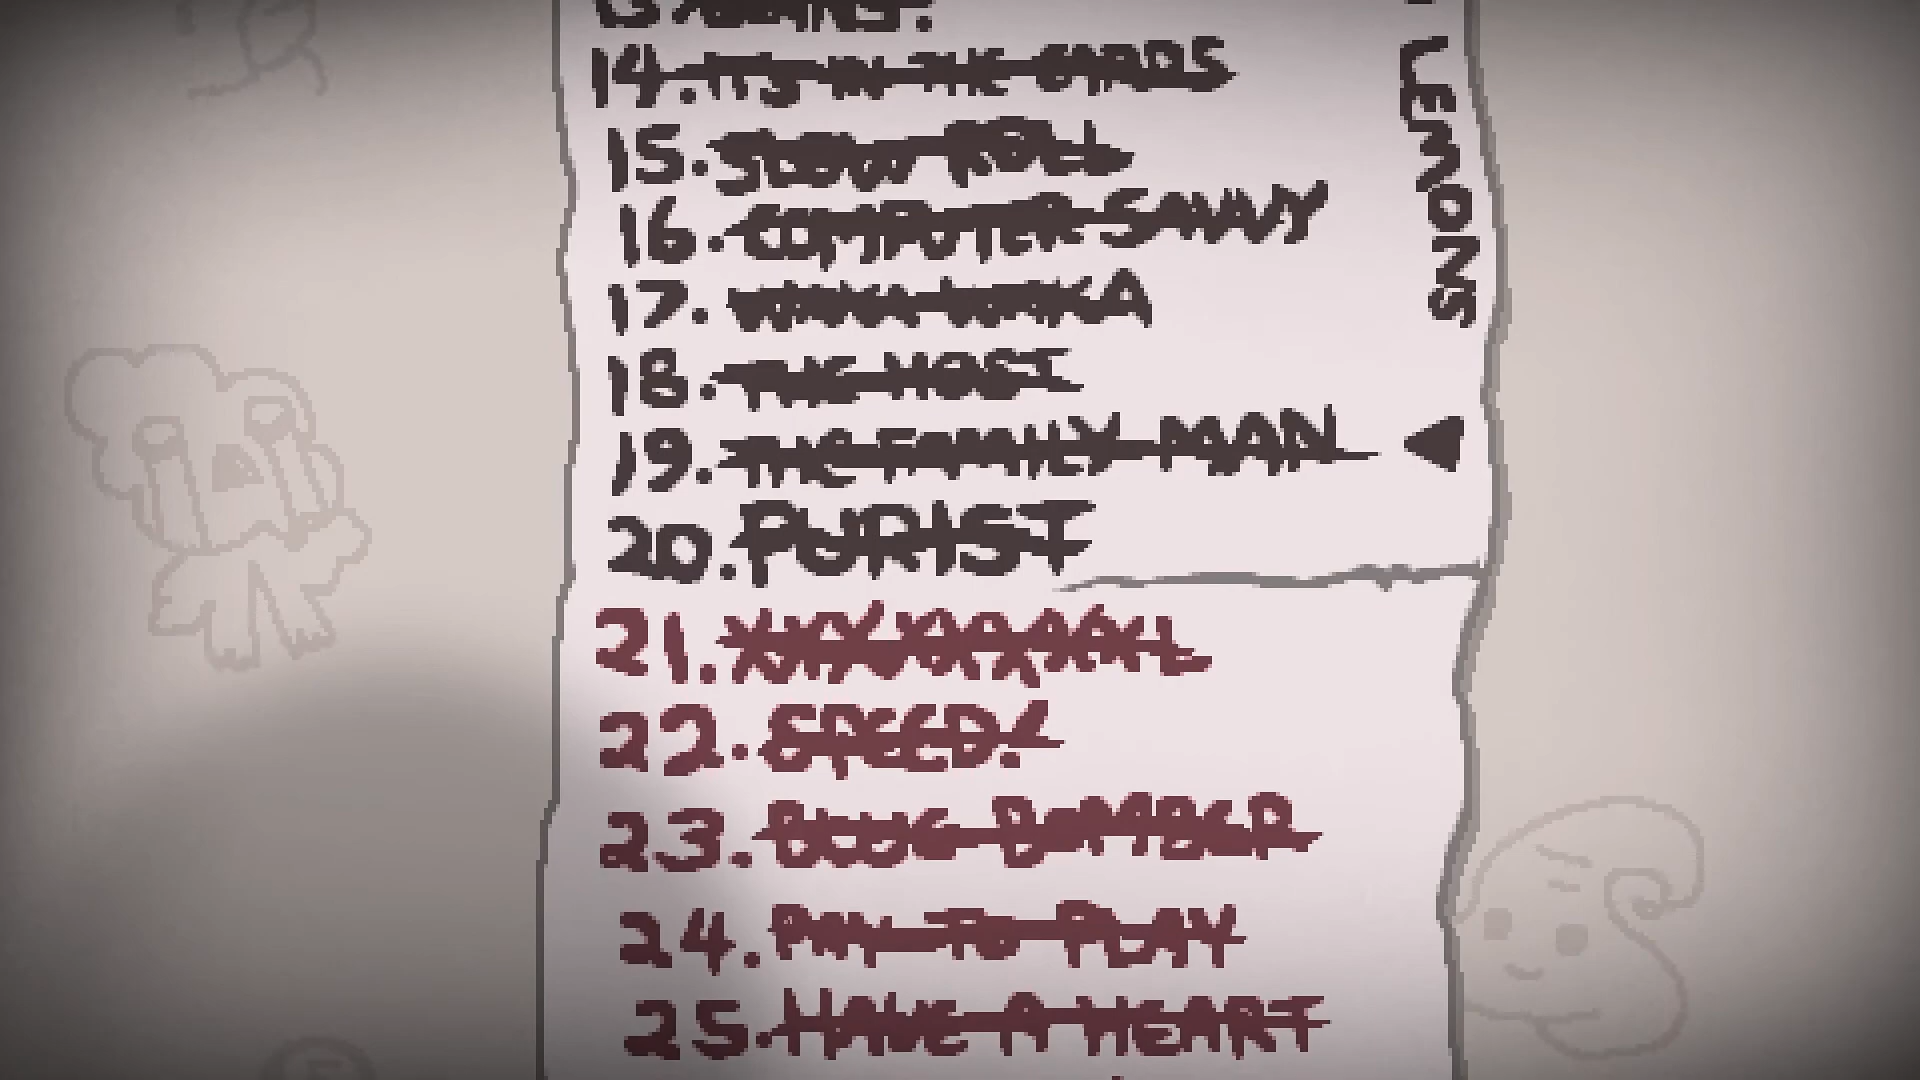 13 BEANS!
14. IT'S IN THE CARDS
15. SLOW ROLL
16. COMPUTER SAVVY
17. WAKA WAKA
18. THE HOST
19. THE FAMILY MAN
20. PURIST
21. XXXXXXXXL
22. SPEED!
23. BLUE BOMBER
24. PAY TO PLAY
25. HAVE A HEART
LEMONS